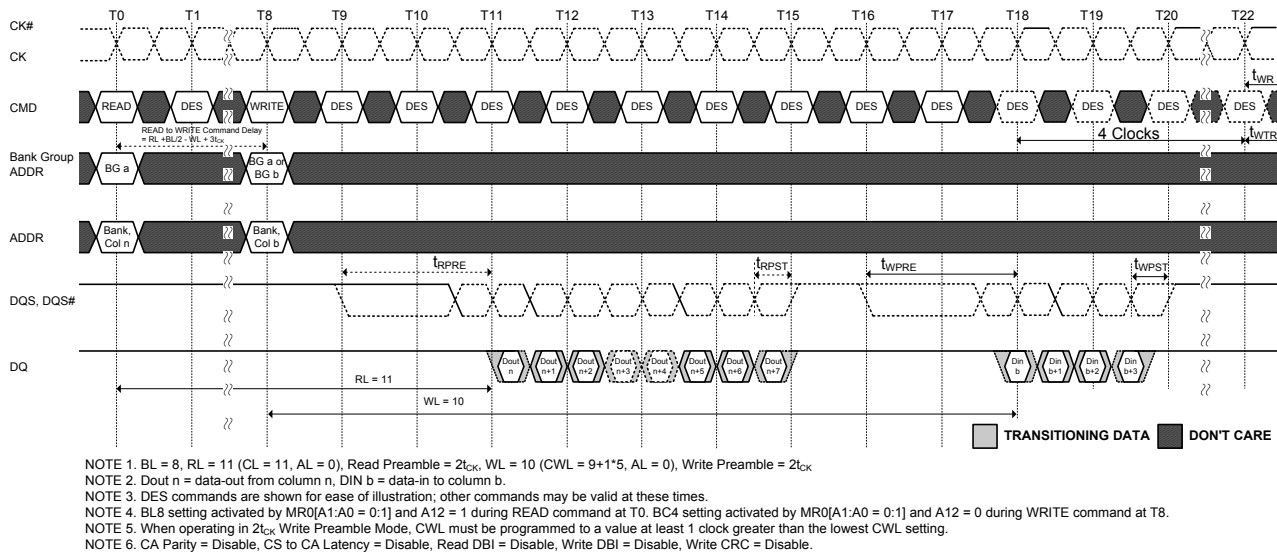 T0 T1 T8 T9 T10 T11 T12 T13 T14 T15 T16 T17 T18 T19 T20 T22
CK#
CK
tWR
CMD READ DES WRITE DES DES DES DES DES DES DES DES DES DES DES DES DES
READ to WRITE Command Delay
= RL +BL/2 - WL + 3tCK
4 Clocks
tWTR
Bank Group
ADDR
BG a
BG a or
BG b
ADDR
Bank,
Col n
Bank,
Col b
tRPRE tRPST tWPRE tWPST
DQS, DQS#
DQ
Dout
n
Dout
n+1
Dout
n+2
Dout
n+3
Dout
n+4
Dout
n+5
Dout
n+6
Dout
n+7
Din
b
Din
b+1
Din
b+2
Din
b+3
RL = 11
WL = 10
TRANSITIONING DATA DON'T CARE
NOTE 1. BL = 8, RL = 11 (CL = 11, AL = 0), Read Preamble = 2tCK, WL = 10 (CWL = 9+1*5, AL = 0), Write Preamble = 2tCK
NOTE 2. Dout n = data-out from column n, DIN b = data-in to column b.
NOTE 3. DES commands are shown for ease of illustration; other commands may be valid at these times.
NOTE 4. BL8 setting activated by MR0[A1:A0 = 0:1] and A12 = 1 during READ command at T0. BC4 setting activated by MR0[A1:A0 = 0:1] and A12 = 0 during WRITE command at T8.
NOTE 5. When operating in 2tCK Write Preamble Mode, CWL must be programmed to a value at least 1 clock greater than the lowest CWL setting.
NOTE 6. CA Parity = Disable, CS to CA Latency = Disable, Read DBI = Disable, Write DBI = Disable, Write CRC = Disable.